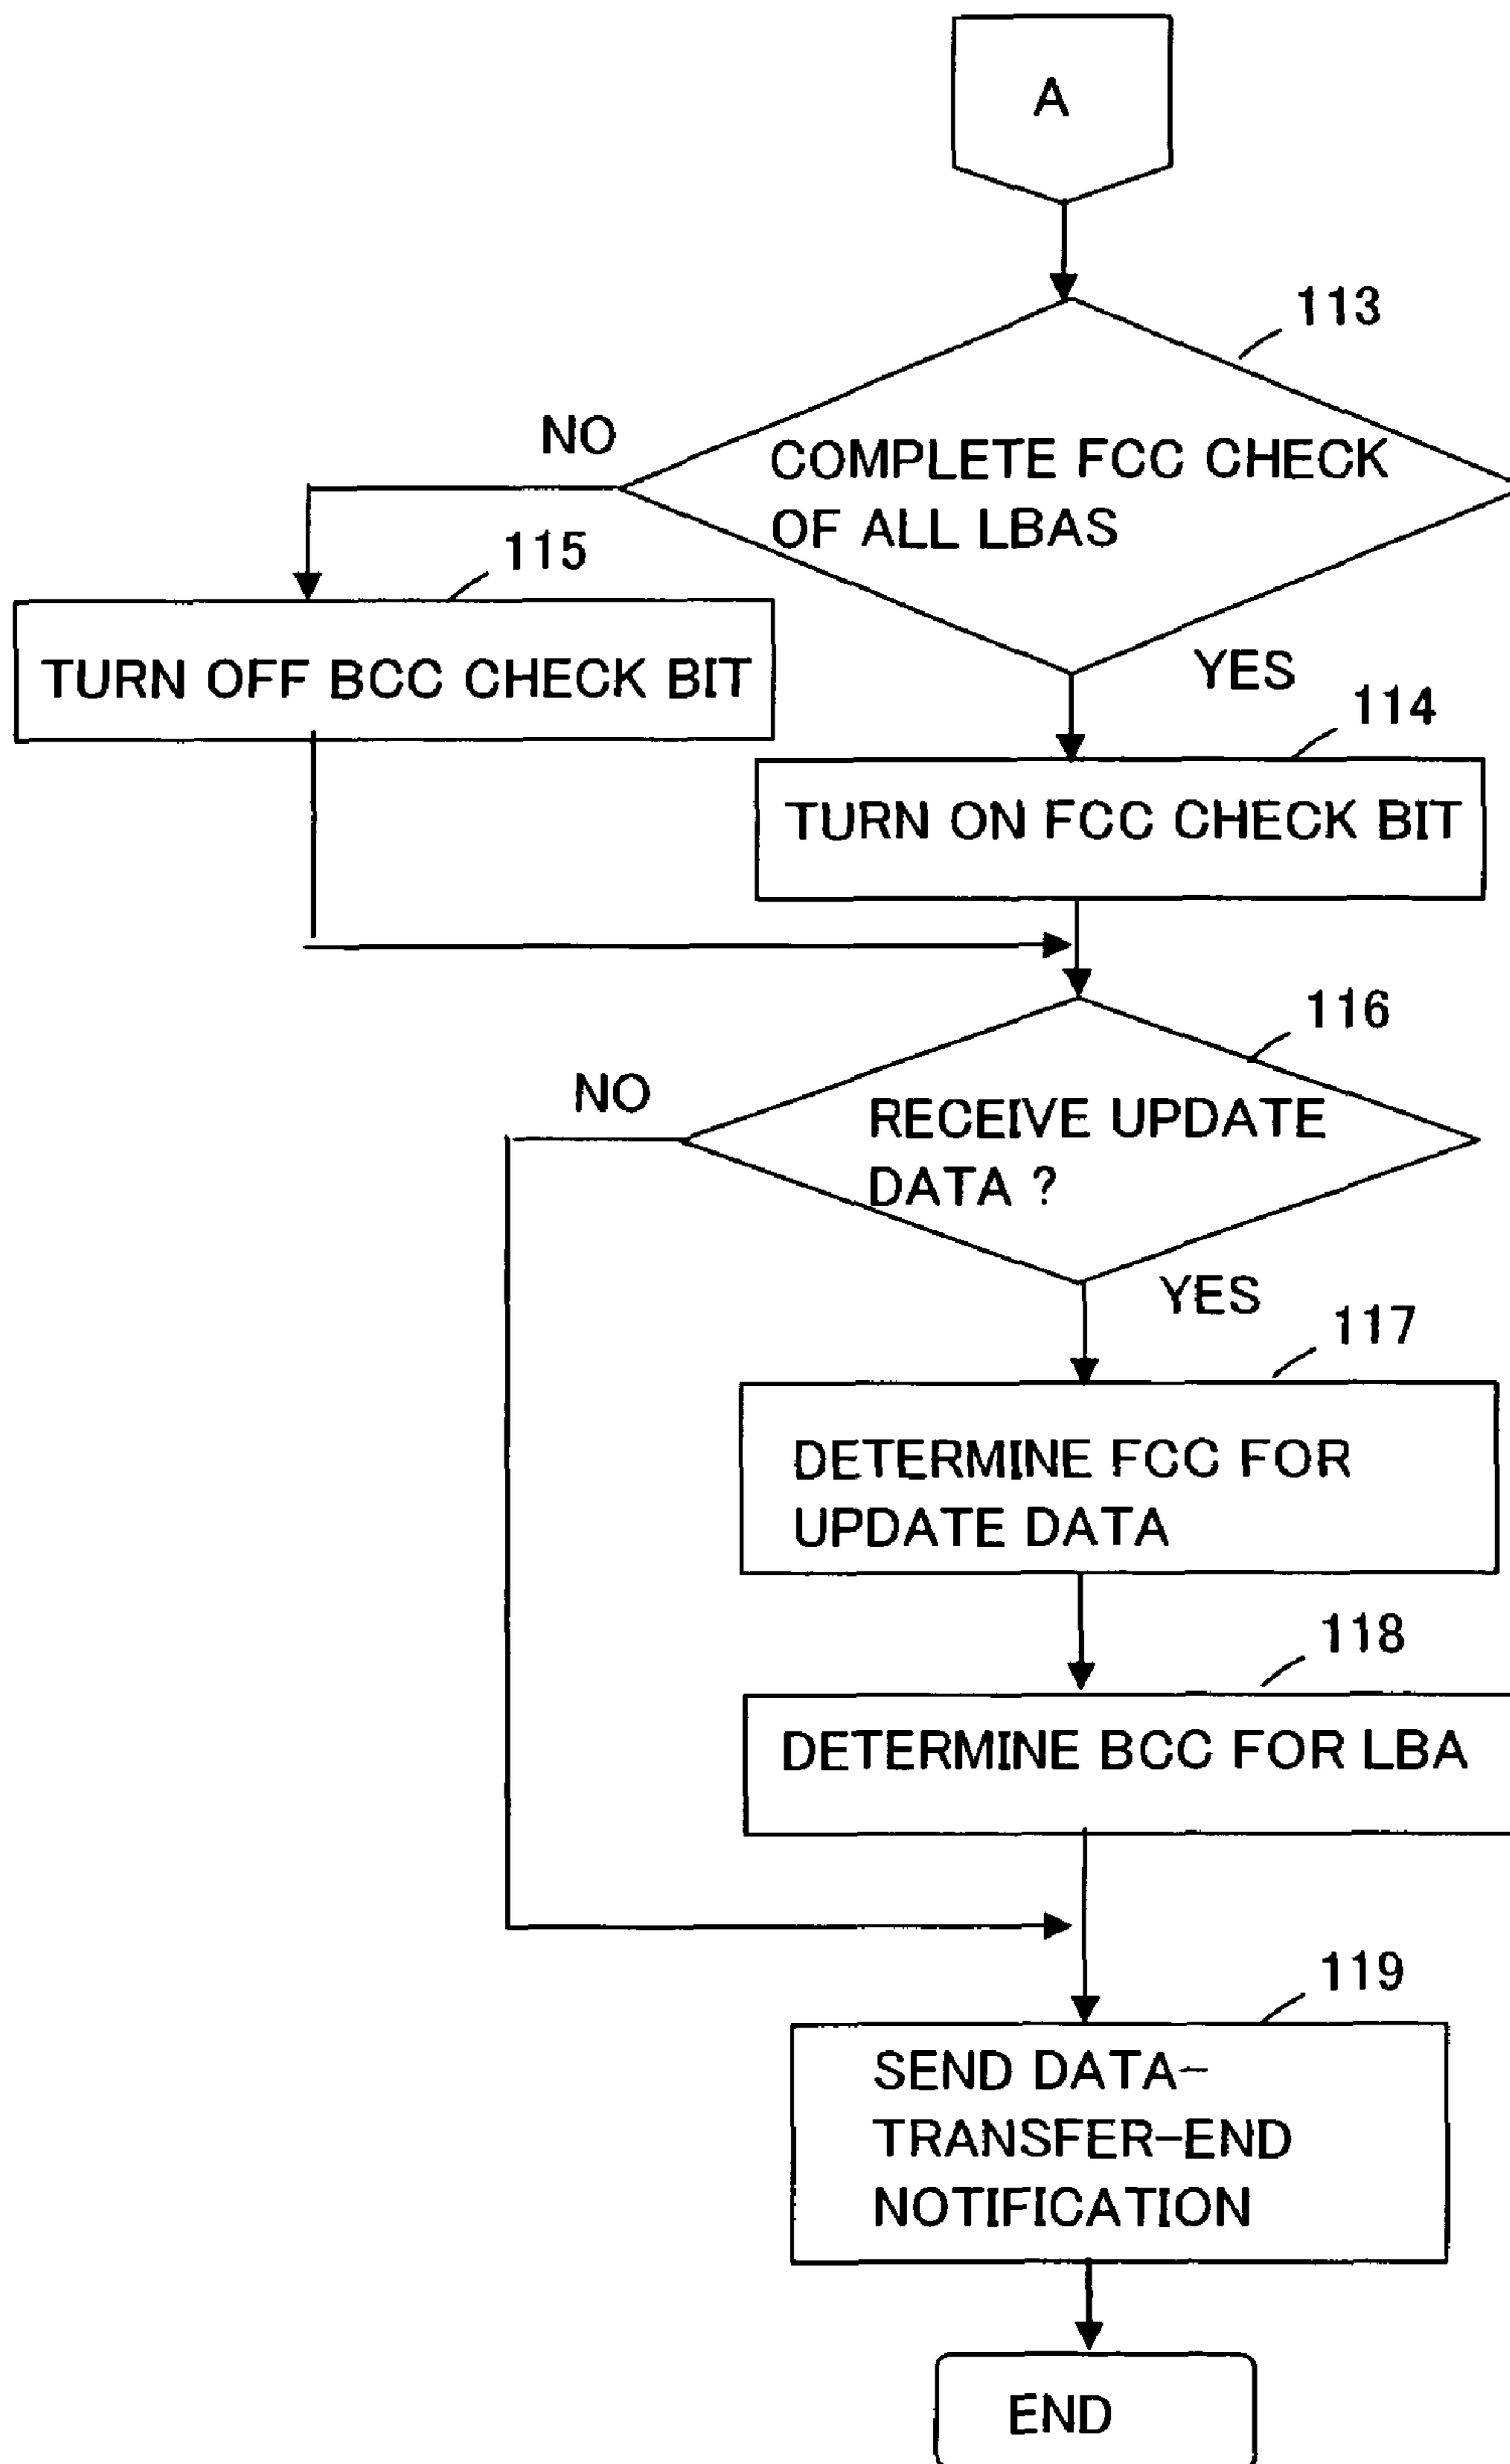 A
113
NO
COMPLETE FCC CHECK
OF ALL LBAS
115
TURN OFF BCC CHECK BIT
YES
114
TURN ON FCC CHECK BIT
116
NO
RECEIVE UPDATE
DATA ?
YES
117
DETERMINE FCC FOR
UPDATE DATA
118
DETERMINE BCC FOR LBA
119
SEND DATA-
TRANSFER-END
NOTIFICATION
END